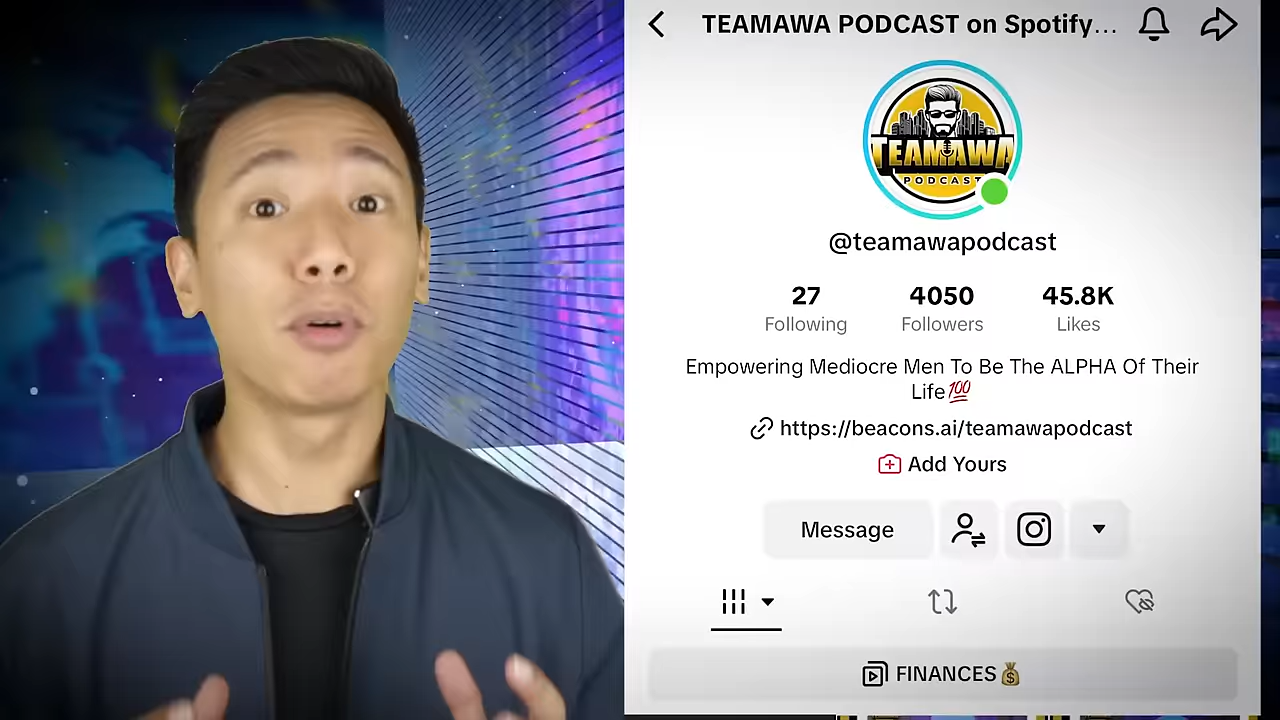 TEAMAWA PODCAST on Spotify...
TEAMAWA
PODCAST
@teamawapodcast
27
4050
45.8K
Following
Followers
Likes
Empowering Mediocre Men To Be The ALPHA Of Their
Life💯
https://beacons.ai/teamawapodcast
Add Yours
Message
FINANCES💰